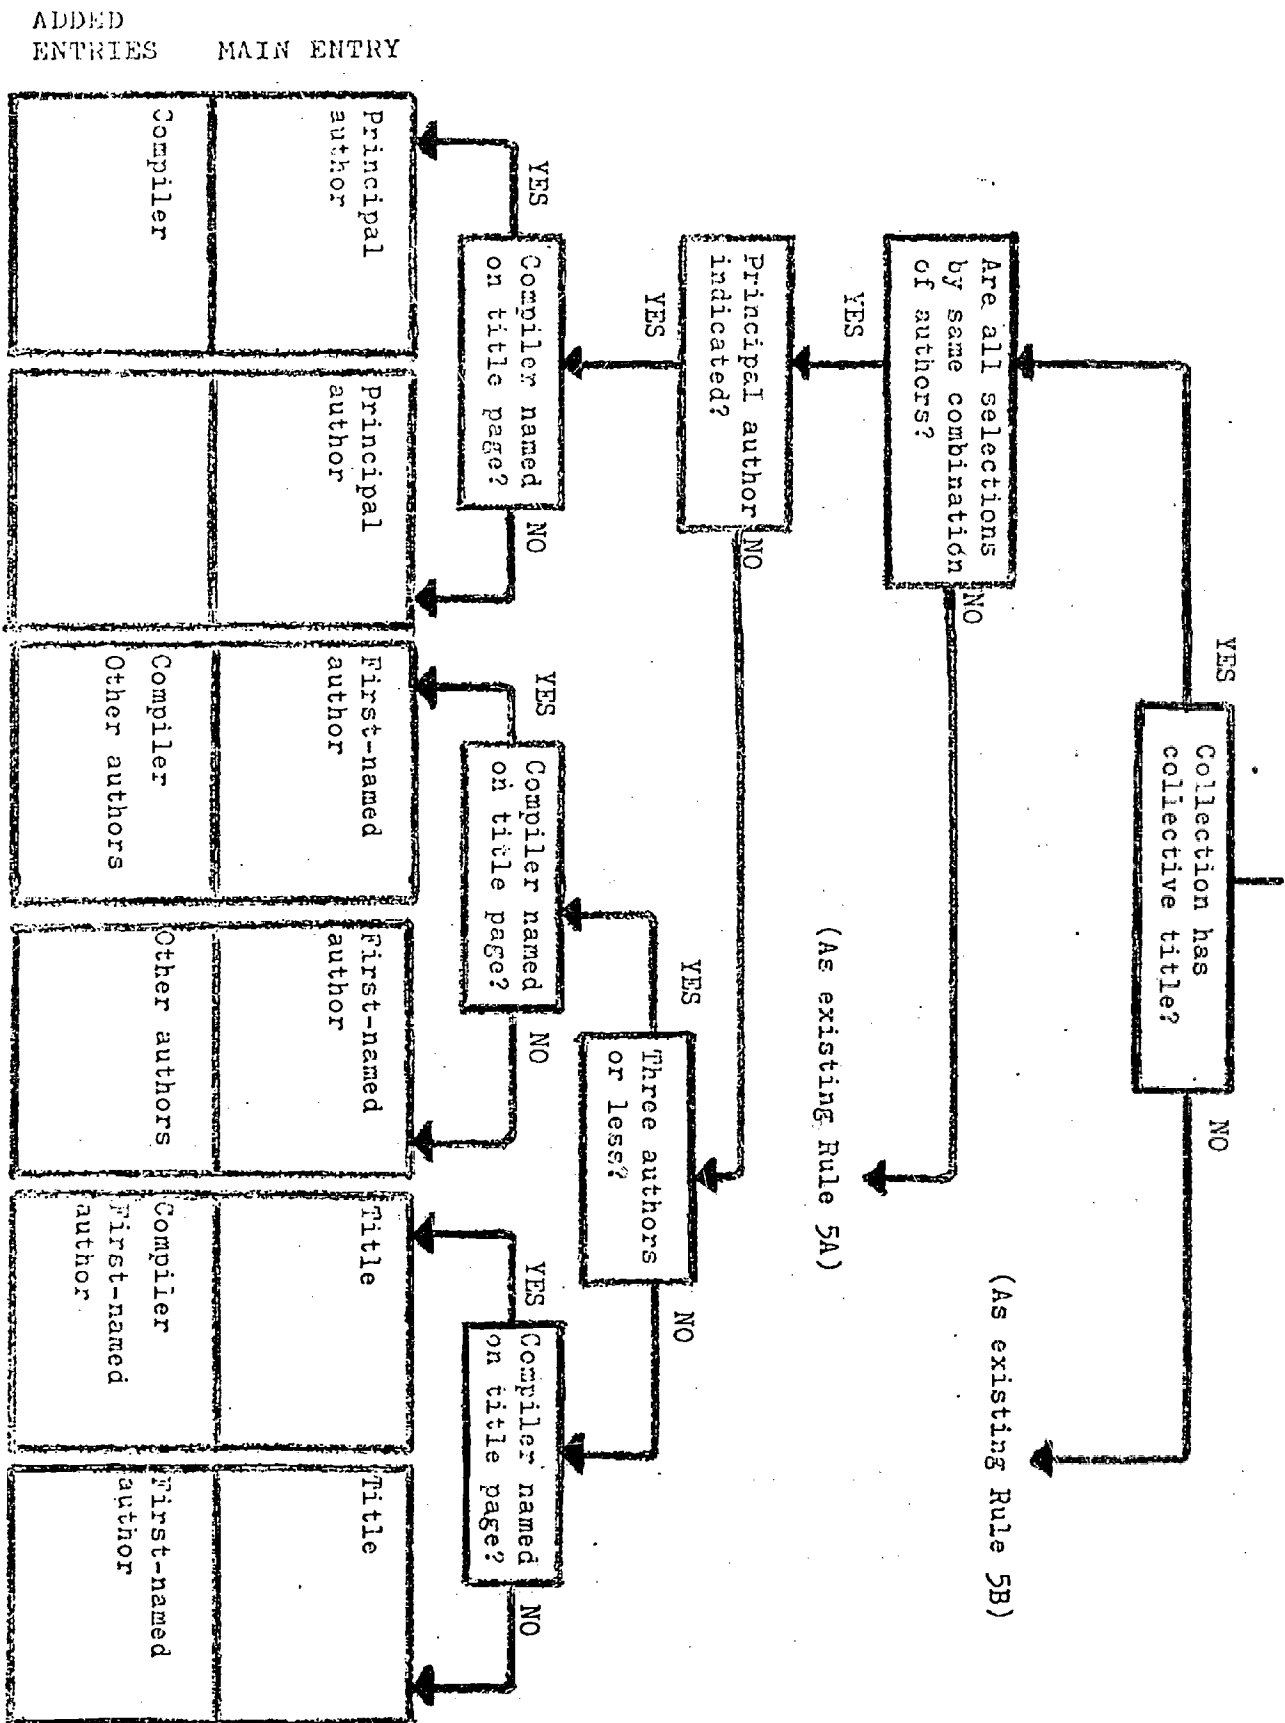 Collection has
collective title?
YES
NO
(As existing Rule 5B)
Are all selections
by same combination
of authors?
YES
NO
(As existing Rule 5A)
Principal author
indicated?
YES
NO
Three authors
or less?
YES
NO
Compiler named
on title page?
YES
NO
Compiler named
on title page?
YES
NO
Compiler named
on title page?
YES
NO
MAIN ENTRY
Principal
author
Principal
author
First-named
author
First-named
author
Title
Title
ADDED
ENTRIES
Compiler
Compiler
Other authors
Other authors
Compiler
First-named
author
First-named
author